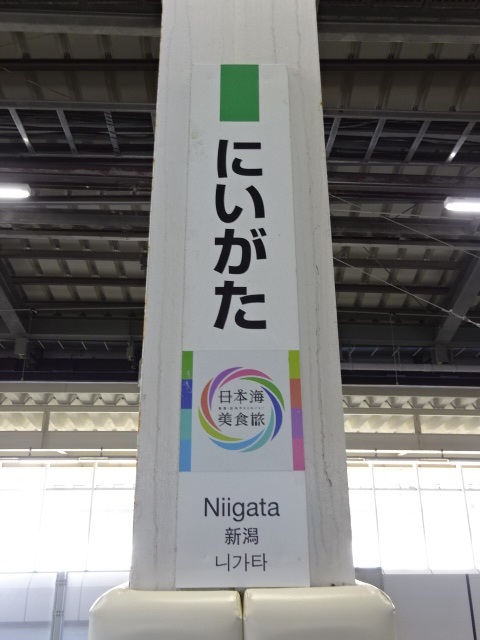 にいがた
日本海
美食旅
Niigata
新潟
니가타